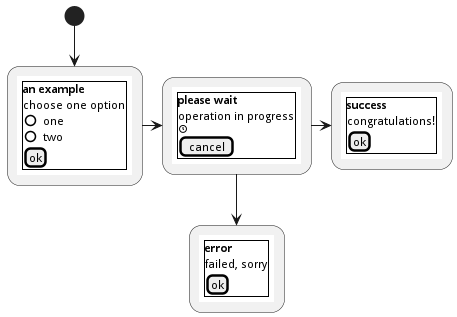 an example
choose one option
one
two
ok
please wait
operation in progress
cancel
success
congratulations!
ok
error
failed, sorry
ok